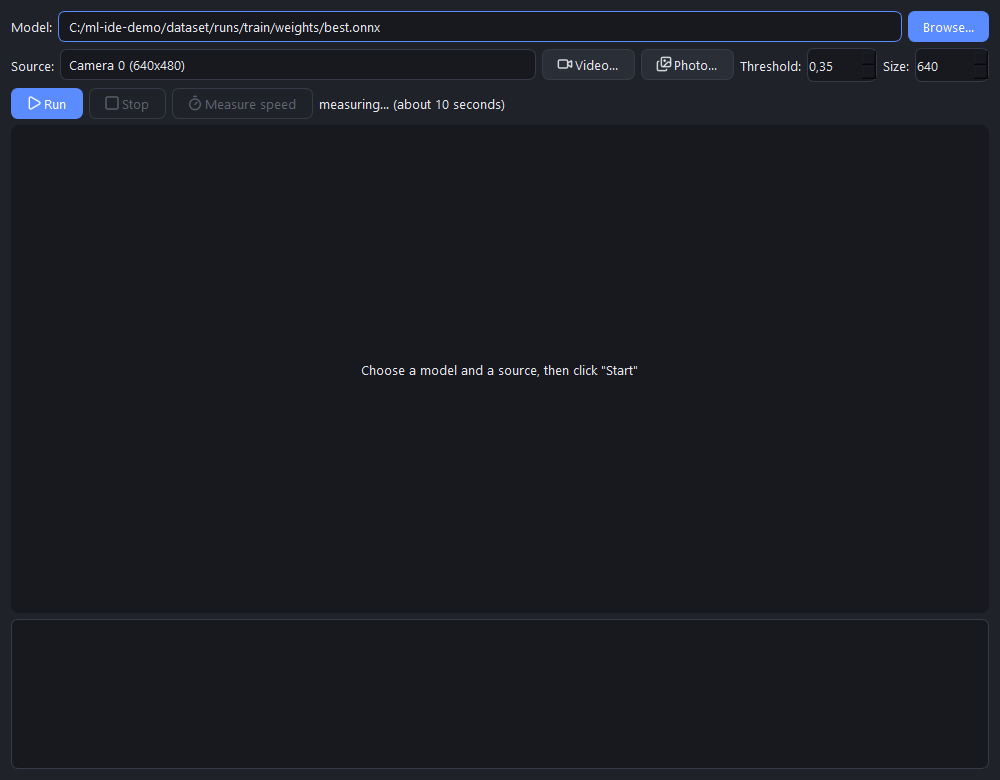 Model: C:/ml-ide-demo/dataset/runs/train/weights/best.onnx Browse...
Source: Camera 0 (640x480) Video... Photo... Threshold: 0,35 Size: 640
Run Stop Measure speed measuring... (about 10 seconds)
Choose a model and a source, then click "Start"